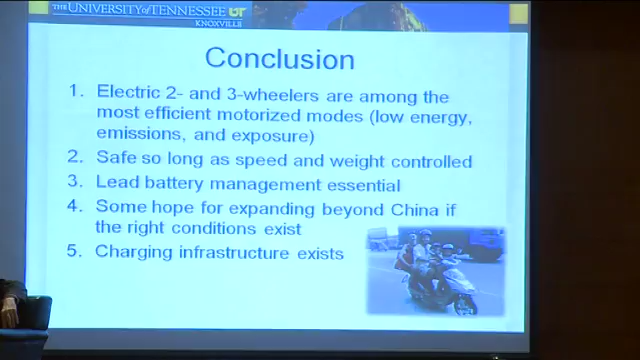 THE UNIVERSITY of TENNESSEE UT
KNOXVILLE
Conclusion
1. Electric 2- and 3-wheelers are among the
most efficient motorized modes (low energy,
emissions, and exposure)
2. Safe so long as speed and weight controlled
3. Lead battery management essential
4. Some hope for expanding beyond China if
the right conditions exist
5. Charging infrastructure exists